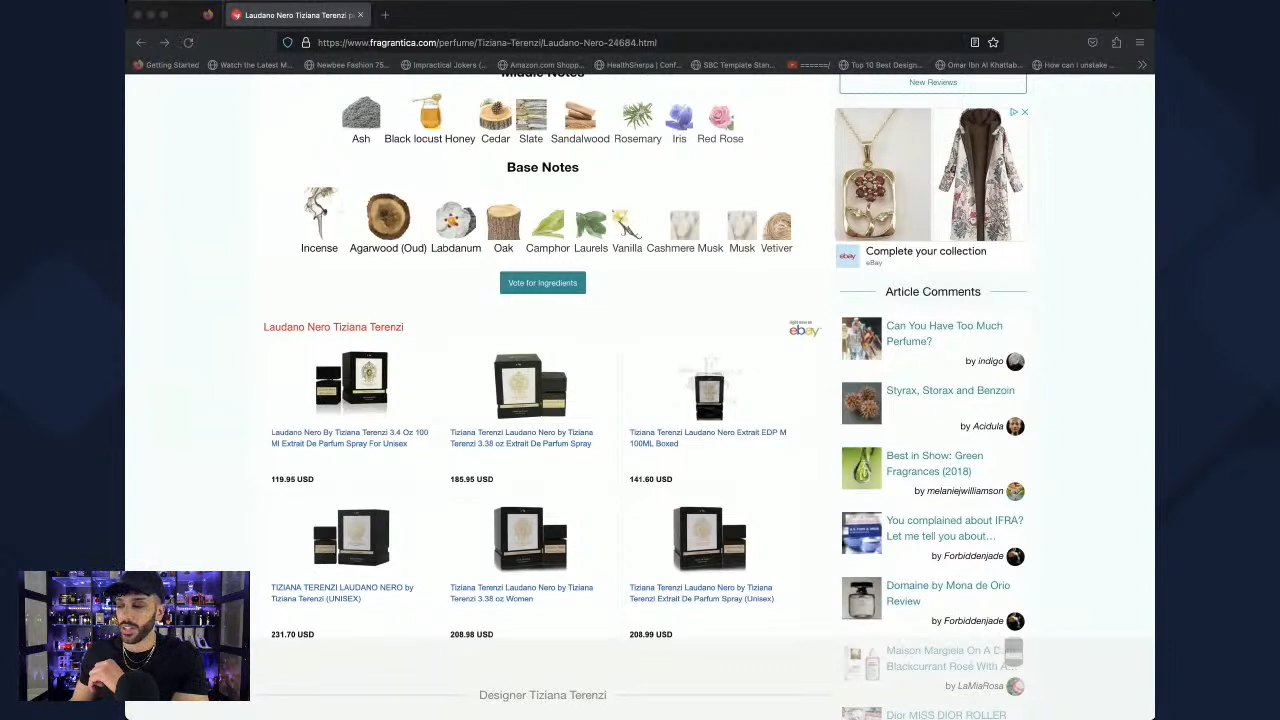 Laudano Nero Tiziana Terenzi p
https://www.fragrantica.com/perfume/Tiziana-Terenzi/Laudano-Nero-24684.html
Getting Started
Watch the Latest M...
Newbee Fashion 75...
Impractical Jokers (...
Amazon.com Shopp...
HealthSherpa | Conf...
SBC Template Stan...
======/
Top 10 Best Design...
Omar Ibn Al Khattab...
How can I unstake ...
Middle Notes
Ash
Black locust Honey
Cedar
Slate
Sandalwood
Rosemary
Iris
Red Rose
Base Notes
Incense
Agarwood (Oud)
Labdanum
Oak
Camphor
Laurels
Vanilla
Cashmere Musk
Musk
Vetiver
Vote for Ingredients
Laudano Nero Tiziana Terenzi
right now on
ebay
Laudano Nero By Tiziana Terenzi 3.4 Oz 100
Ml Extrait De Parfum Spray For Unisex
119.95 USD
Tiziana Terenzi Laudano Nero by Tiziana
Terenzi 3.38 oz Extrait De Parfum Spray
185.95 USD
Tiziana Terenzi Laudano Nero Extrait EDP M
100ML Boxed
141.60 USD
TIZIANA TERENZI LAUDANO NERO by
Tiziana Terenzi (UNISEX)
231.70 USD
Tiziana Terenzi Laudano Nero by Tiziana
Terenzi 3.38 oz Women
208.98 USD
Tiziana Terenzi Laudano Nero by Tiziana
Terenzi Extrait De Parfum Spray (Unisex)
208.99 USD
Designer Tiziana Terenzi
New Reviews
ebay
Complete your collection
eBay
Article Comments
Can You Have Too Much
Perfume?
by indigo
Styrax, Storax and Benzoin
by Acidula
Best in Show: Green
Fragrances (2018)
by melaniejwilliamson
You complained about IFRA?
Let me tell you about...
by Forbiddenjade
Domaine by Mona de Orio
Review
by Forbiddenjade
Maison Margiela On A
Blackcurrant Rosé With A...
by LaMiaRosa
Dior MISS DIOR ROLLER